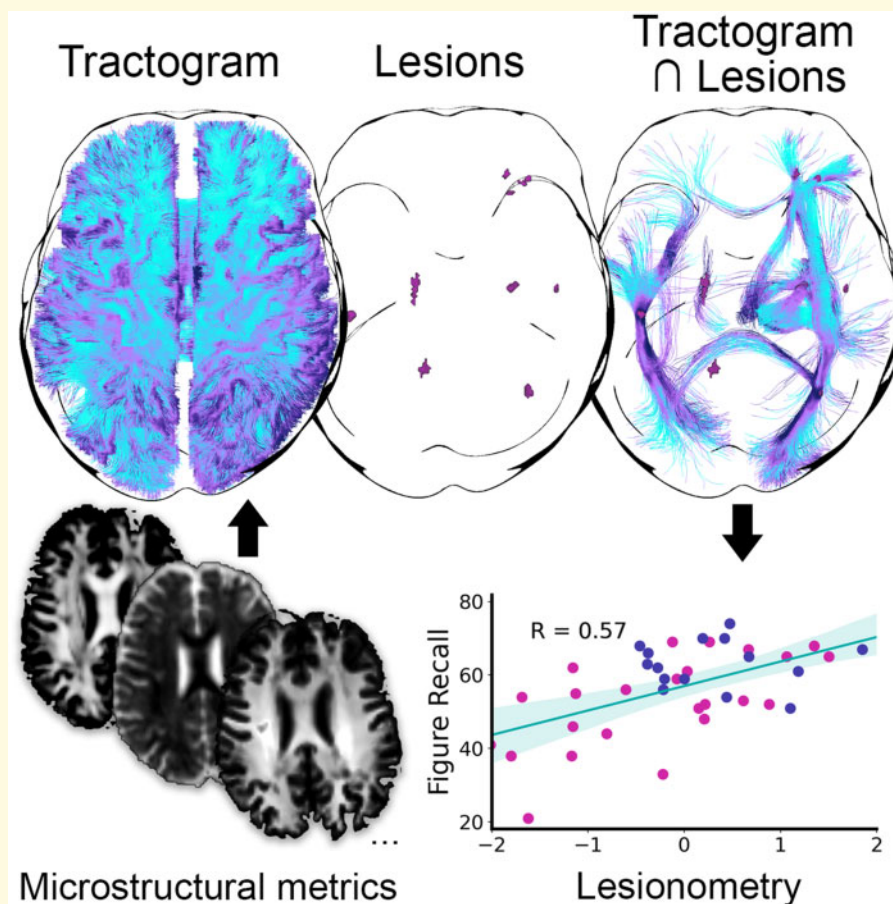 Tractogram
Lesions
Tractogram
∩ Lesions
...
Microstructural metrics
R = 0.57
Figure Recall
80
60
40
20
−2
−1
0
1
2
Lesionometry